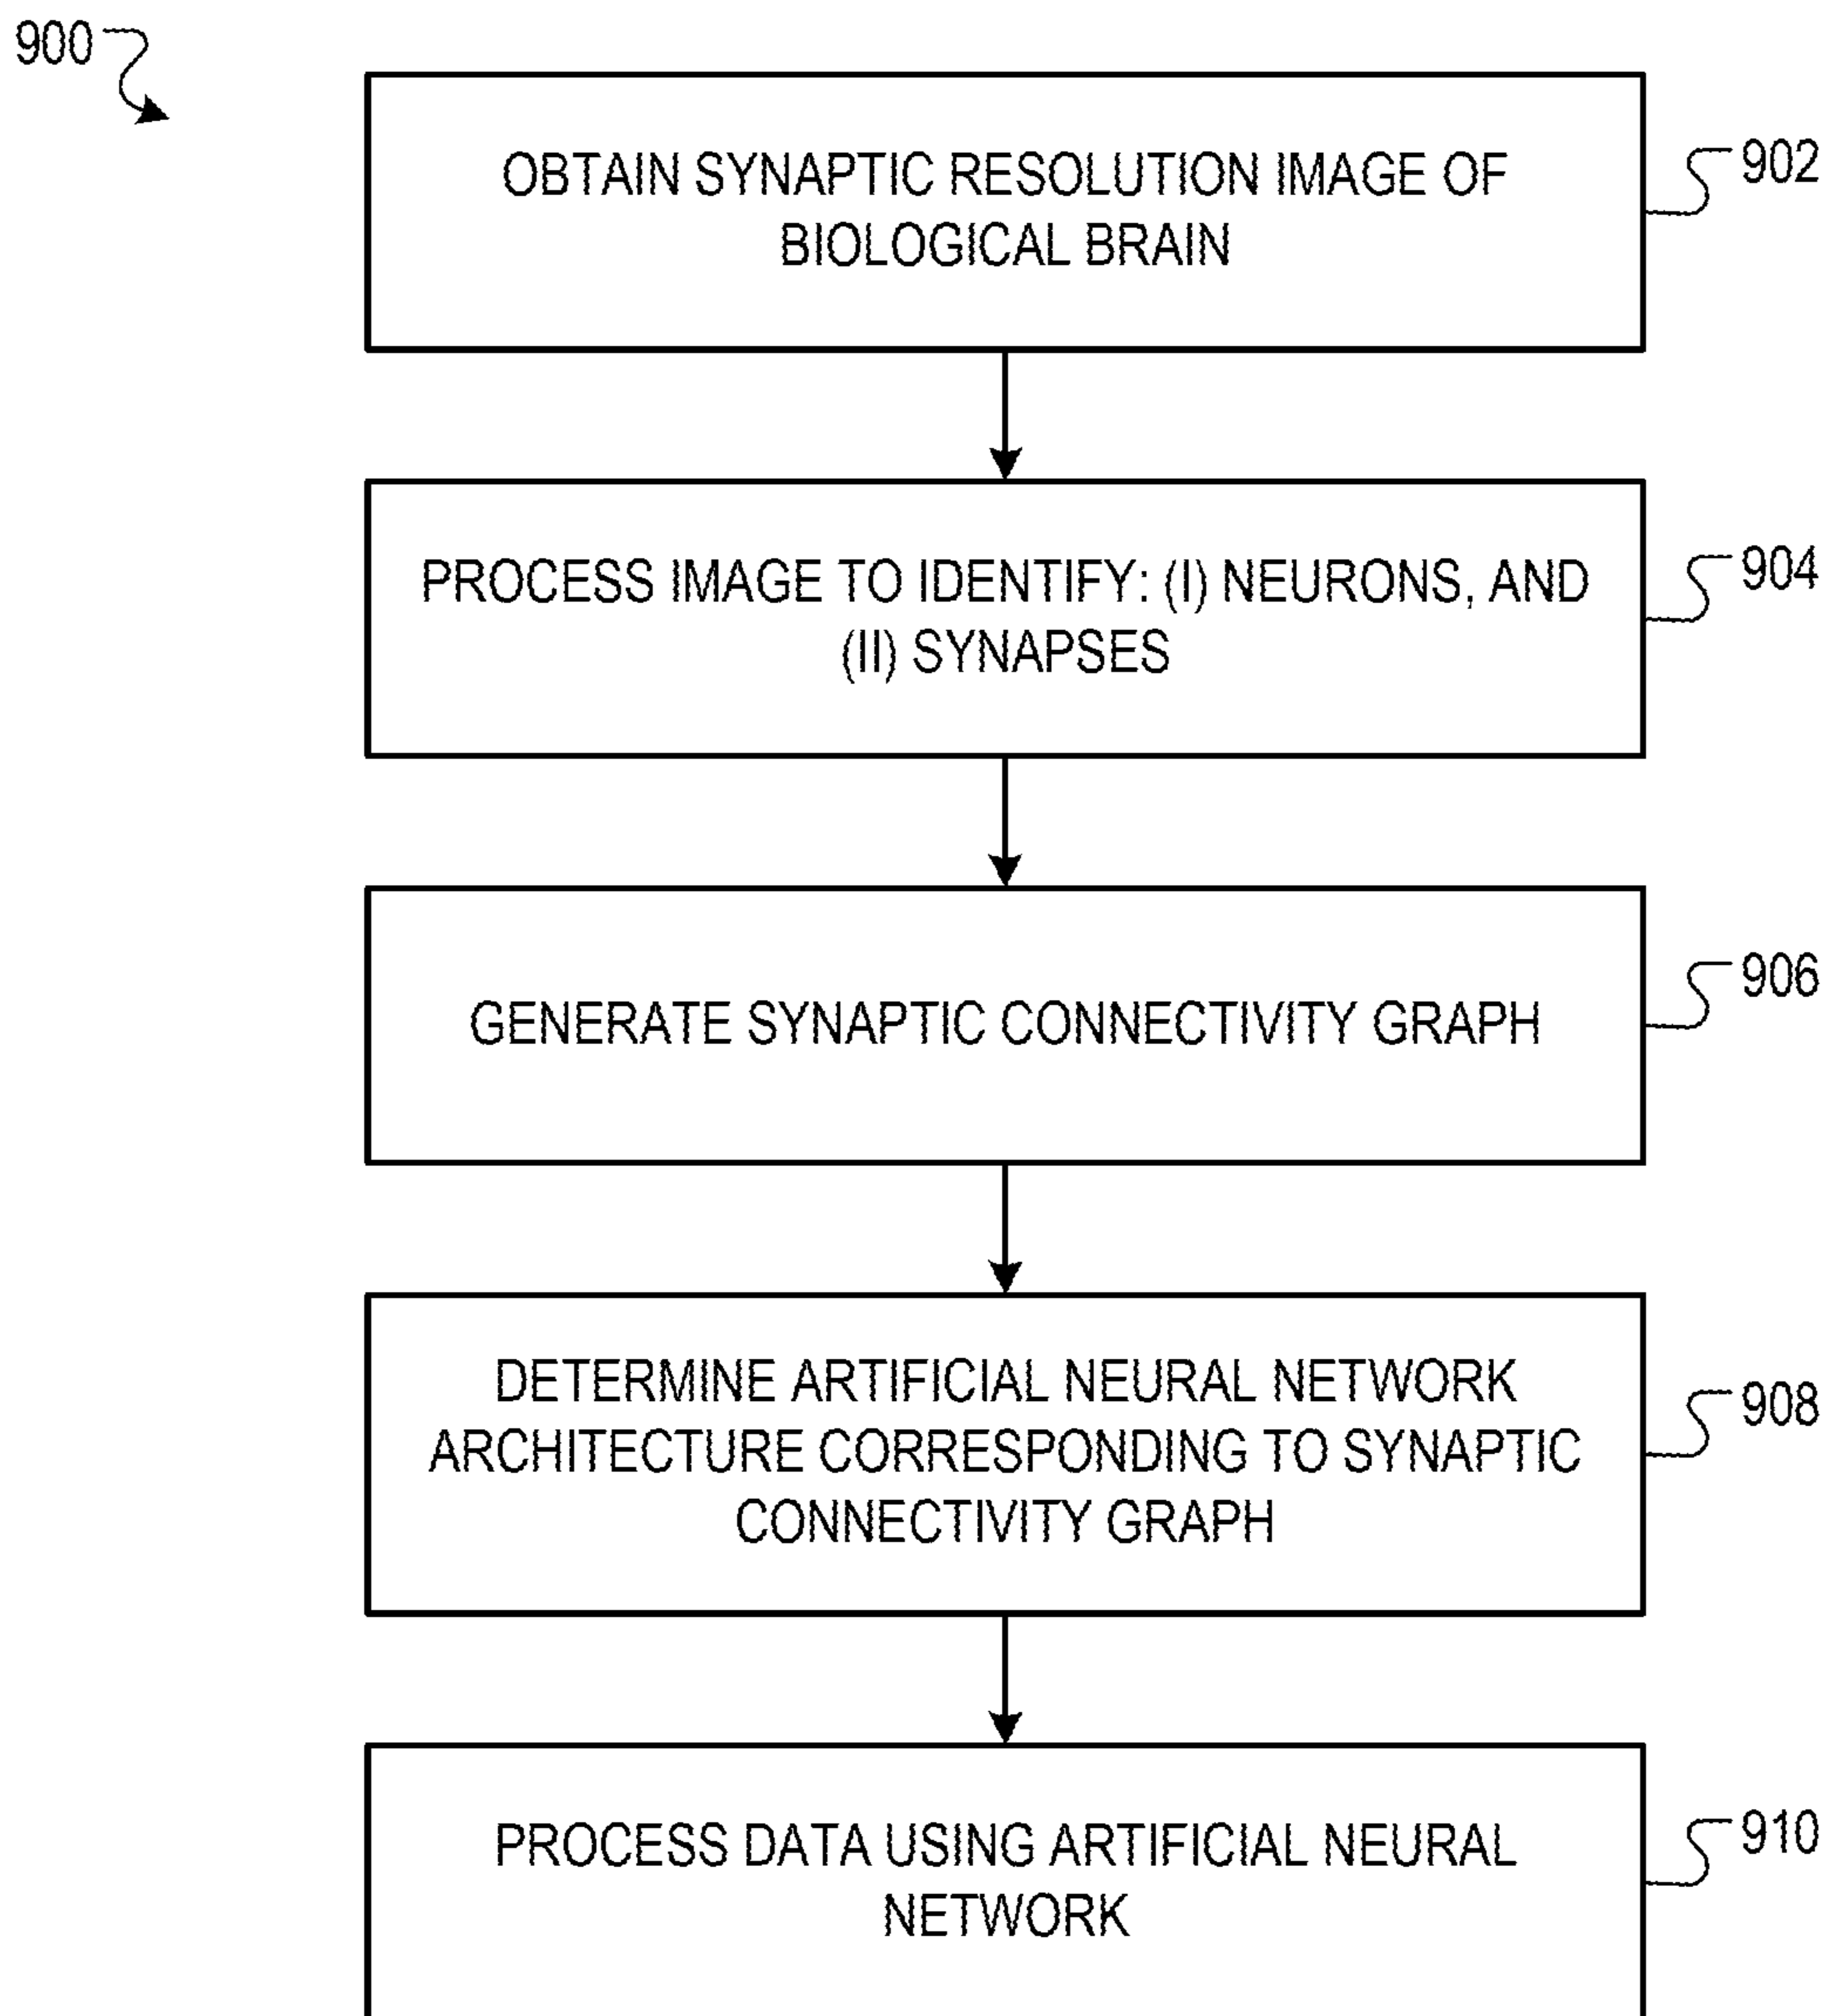 900
OBTAIN SYNAPTIC RESOLUTION IMAGE OF
BIOLOGICAL BRAIN
902
PROCESS IMAGE TO IDENTIFY: (I) NEURONS, AND
(II) SYNAPSES
904
GENERATE SYNAPTIC CONNECTIVITY GRAPH
906
DETERMINE ARTIFICIAL NEURAL NETWORK
ARCHITECTURE CORRESPONDING TO SYNAPTIC
CONNECTIVITY GRAPH
908
PROCESS DATA USING ARTIFICIAL NEURAL
NETWORK
910